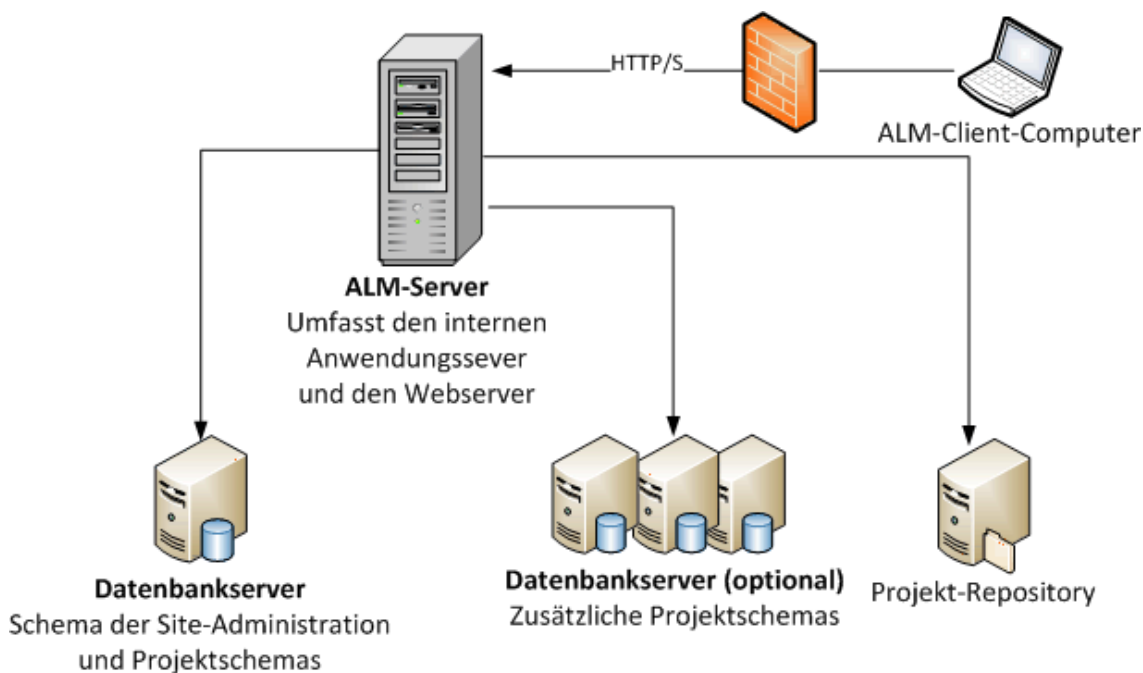 HTTP/S
ALM-Client-Computer
ALM-Server
Umfasst den internen
Anwendungssever
und den Webserver
Datenbankserver
Schema der Site-Administration
und Projektschemas
Datenbankserver (optional)
Zusätzliche Projektschemas
Projekt-Repository